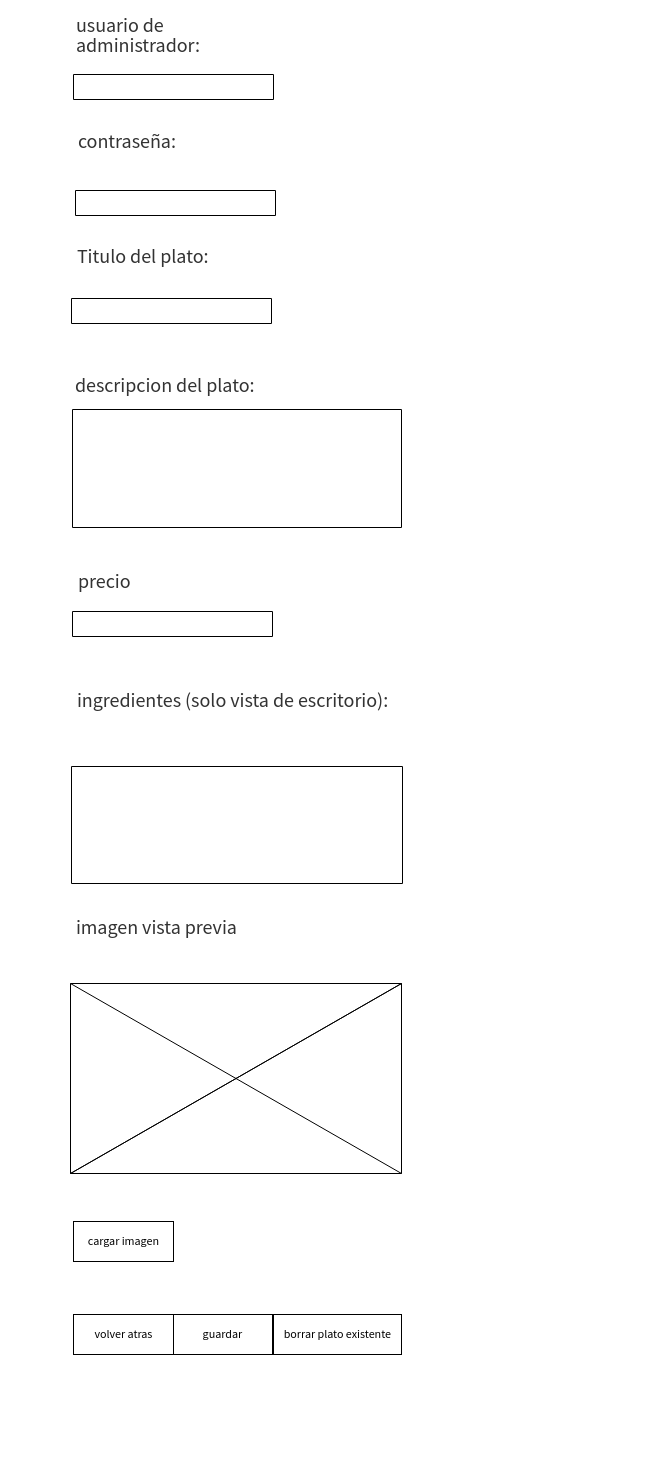 usuario de
administrador:
contraseña:
Titulo del plato:
descripcion del plato:
precio
ingredientes (solo vista de escritorio):
imagen vista previa
cargar imagen
volver atras
guardar
borrar plato existente